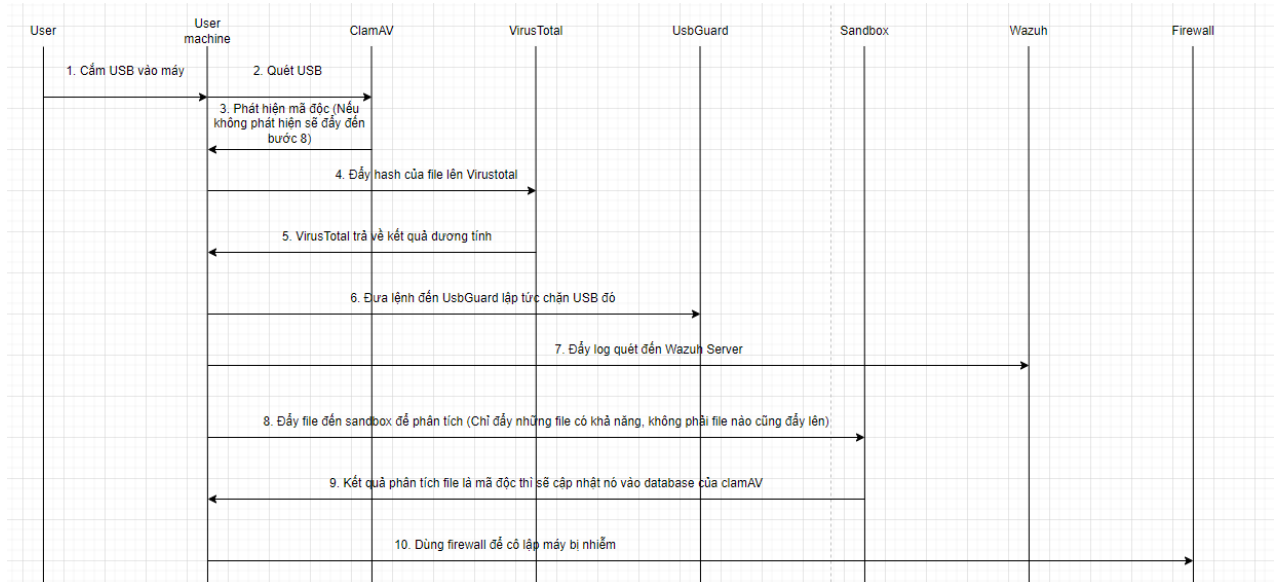 User
User
machine
ClamAV
VirusTotal
UsbGuard
Sandbox
Wazuh
Firewall
1. Cắm USB vào máy
2. Quét USB
3. Phát hiện mã độc (Nếu
không phát hiện sẽ đẩy đến
bước 8)
4. Đẩy hash của file lên Virustotal
5. VirusTotal trả về kết quả dương tính
6. Đưa lệnh đến UsbGuard lập tức chặn USB đó
7. Đẩy log quét đến Wazuh Server
8. Đẩy file đến sandbox để phân tích (Chỉ đẩy những file có khả năng, không phải file nào cũng đẩy lên)
9. Kết quả phân tích file là mã độc thì sẽ cập nhật nó vào database của clamAV
10. Dùng firewall để cô lập máy bị nhiễm